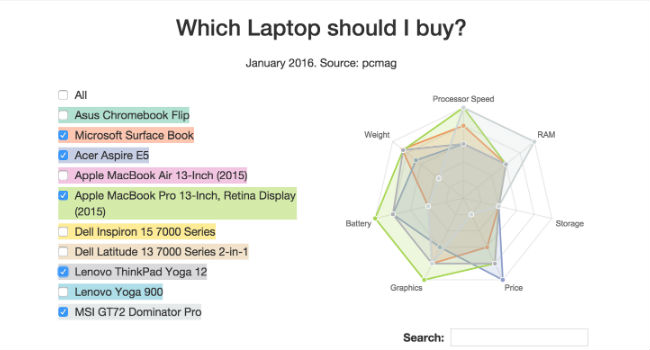 Which Laptop should I buy?
January 2016. Source: pcmag
All
Asus Chromebook Flip
Microsoft Surface Book
Acer Aspire E5
Apple MacBook Air 13-Inch (2015)
Apple MacBook Pro 13-Inch, Retina Display
(2015)
Dell Inspiron 15 7000 Series
Dell Latitude 13 7000 Series 2-in-1
Lenovo ThinkPad Yoga 12
Lenovo Yoga 900
MSI GT72 Dominator Pro
Processor Speed
Weight
RAM
Battery
Storage
Graphics
Price
Search: